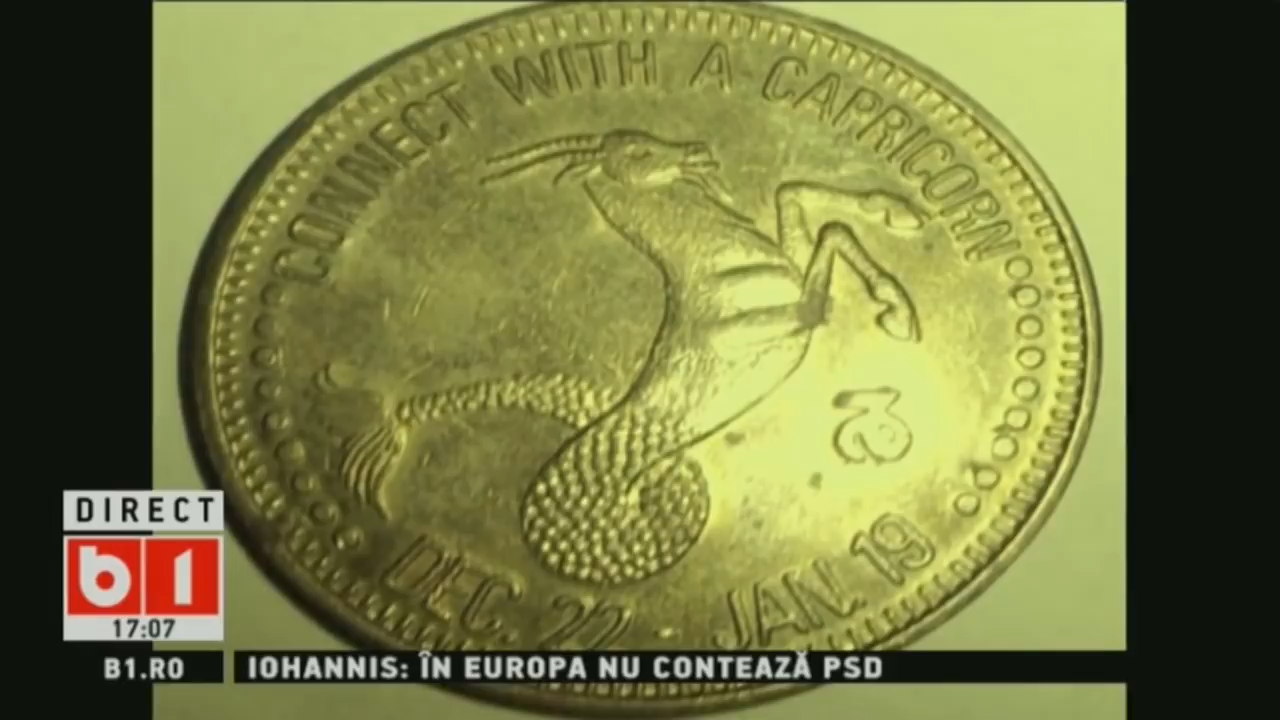 CONNECT WITH A CAPRICORN
DEC. 22 - JAN. 19
DIRECT
b1
17:07
B1.RO
IOHANNIS: ÎN EUROPA NU CONTEAZĂ PSD